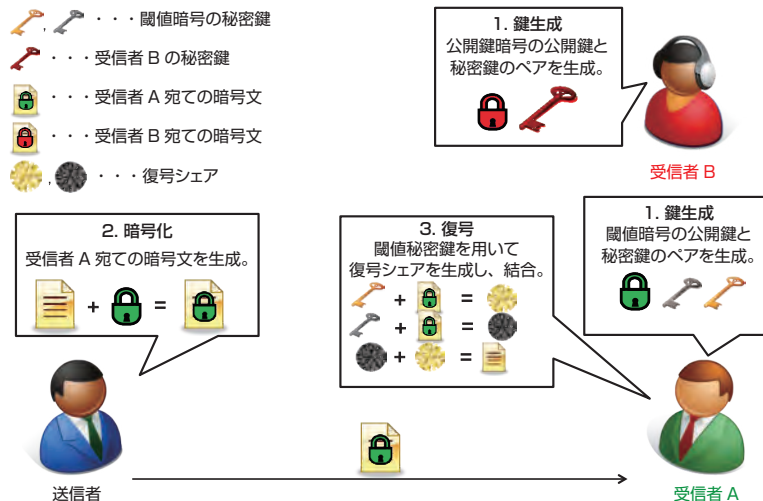 , ・・・閾値暗号の秘密鍵
・・・受信者 B の秘密鍵
・・・受信者 A 宛ての暗号文
・・・受信者 B 宛ての暗号文
, ・・・復号シェア
1. 鍵生成
公開鍵暗号の公開鍵と
秘密鍵のペアを生成。
受信者 B
2. 暗号化
受信者 A 宛ての暗号文を生成。
+ =
3. 復号
閾値秘密鍵を用いて
復号シェアを生成し、結合。
+ =
+ =
+ =
1. 鍵生成
閾値暗号の公開鍵と
秘密鍵のペアを生成。
送信者
受信者 A